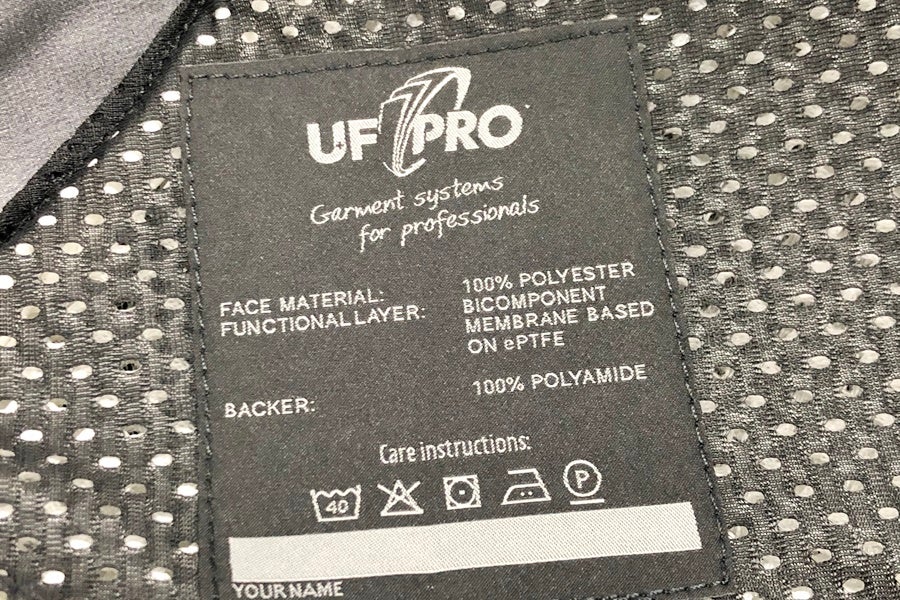 UF PRO
Garment systems
for professionals
FACE MATERIAL: 100% POLYESTER
FUNCTIONAL LAYER: BICOMPONENT
MEMBRANE BASED
ON ePTFE
BACKER: 100% POLYAMIDE
Care instructions:
40 P
YOUR NAME